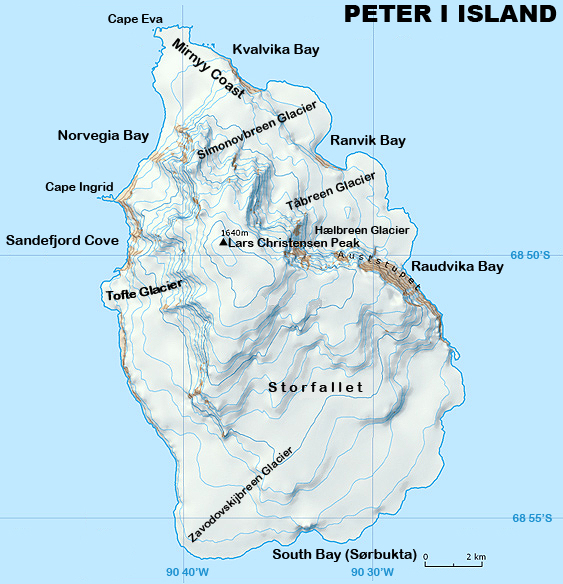 PETER I ISLAND
Cape Eva
Kvalvika Bay
Mirnyy Coast
Norvegia Bay
Simonovbreen Glacier
Ranvik Bay
Cape Ingrid
Tåbreen Glacier
Hælbreen Glacier
1640m
Lars Christensen Peak
Sandefjord Cove
68 50'S
Auststupet
Raudvika Bay
Tofte Glacier
Storfallet
Zavodovskijbreen Glacier
68 55'S
South Bay (Sørbukta)
0 2 km
90 40'W
90 30'W